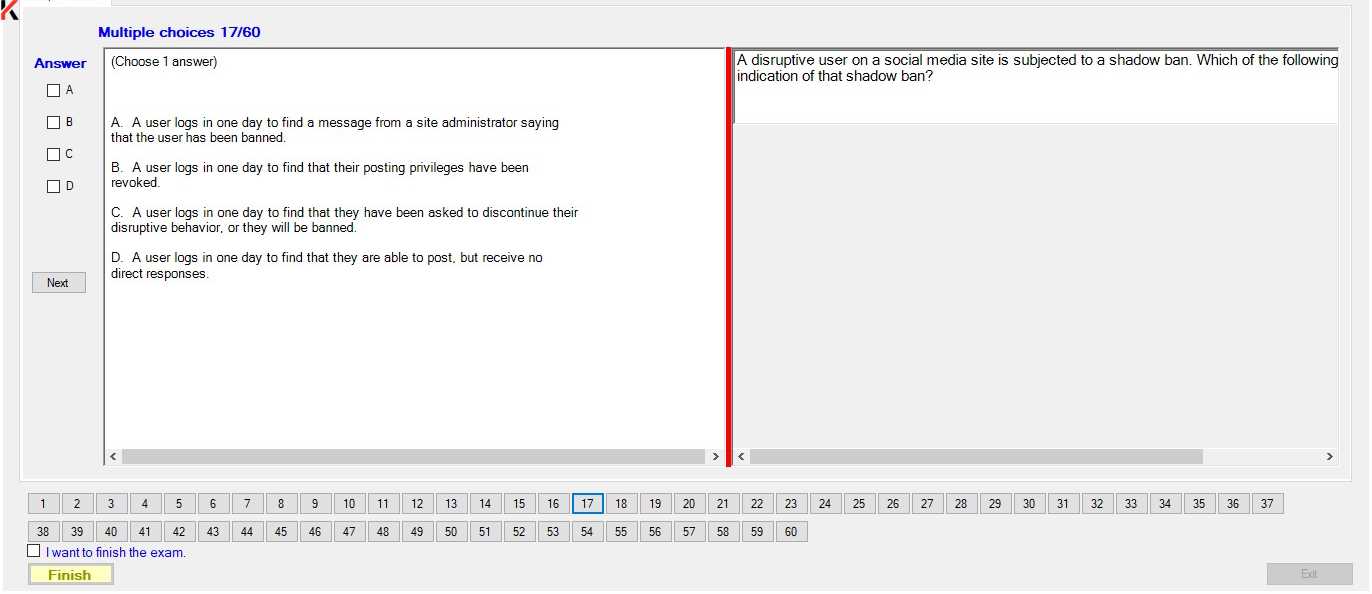 Multiple choices 17/60
Answer
A
B
C
D
Next
(Choose 1 answer)
A. A user logs in one day to find a message from a site administrator saying
that the user has been banned.
B. A user logs in one day to find that their posting privileges have been
revoked.
C. A user logs in one day to find that they have been asked to discontinue their
disruptive behavior, or they will be banned.
D. A user logs in one day to find that they are able to post, but receive no
direct responses.
A disruptive user on a social media site is subjected to a shadow ban. Which of the following
indication of that shadow ban?
1 2 3 4 5 6 7 8 9 10 11 12 13 14 15 16 17 18 19 20 21 22 23 24 25 26 27 28 29 30 31 32 33 34 35 36 37
38 39 40 41 42 43 44 45 46 47 48 49 50 51 52 53 54 55 56 57 58 59 60
I want to finish the exam.
Finish
Exit